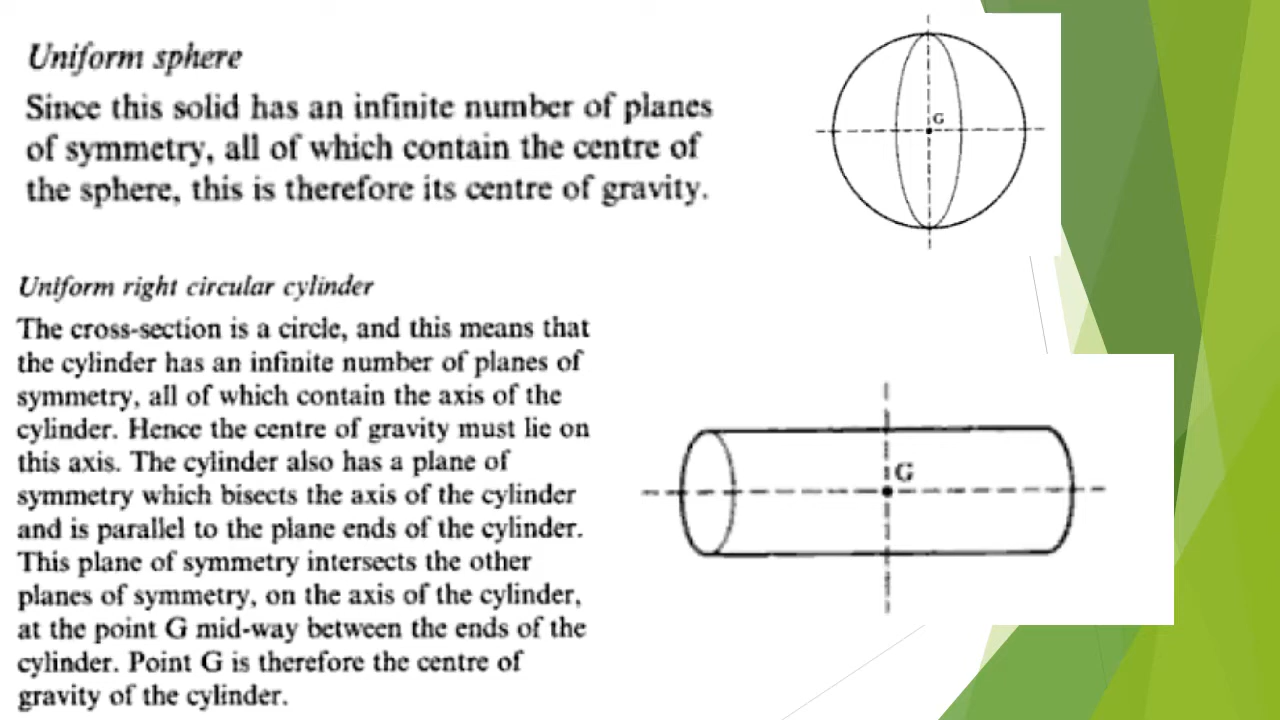 Uniform sphere
Since this solid has an infinite number of planes
of symmetry, all of which contain the centre of
the sphere, this is therefore its centre of gravity.
G
Uniform right circular cylinder
The cross-section is a circle, and this means that
the cylinder has an infinite number of planes of
symmetry, all of which contain the axis of the
cylinder. Hence the centre of gravity must lie on
this axis. The cylinder also has a plane of
symmetry which bisects the axis of the cylinder
and is parallel to the plane ends of the cylinder.
This plane of symmetry intersects the other
planes of symmetry, on the axis of the cylinder,
at the point G mid-way between the ends of the
cylinder. Point G is therefore the centre of
gravity of the cylinder.
G